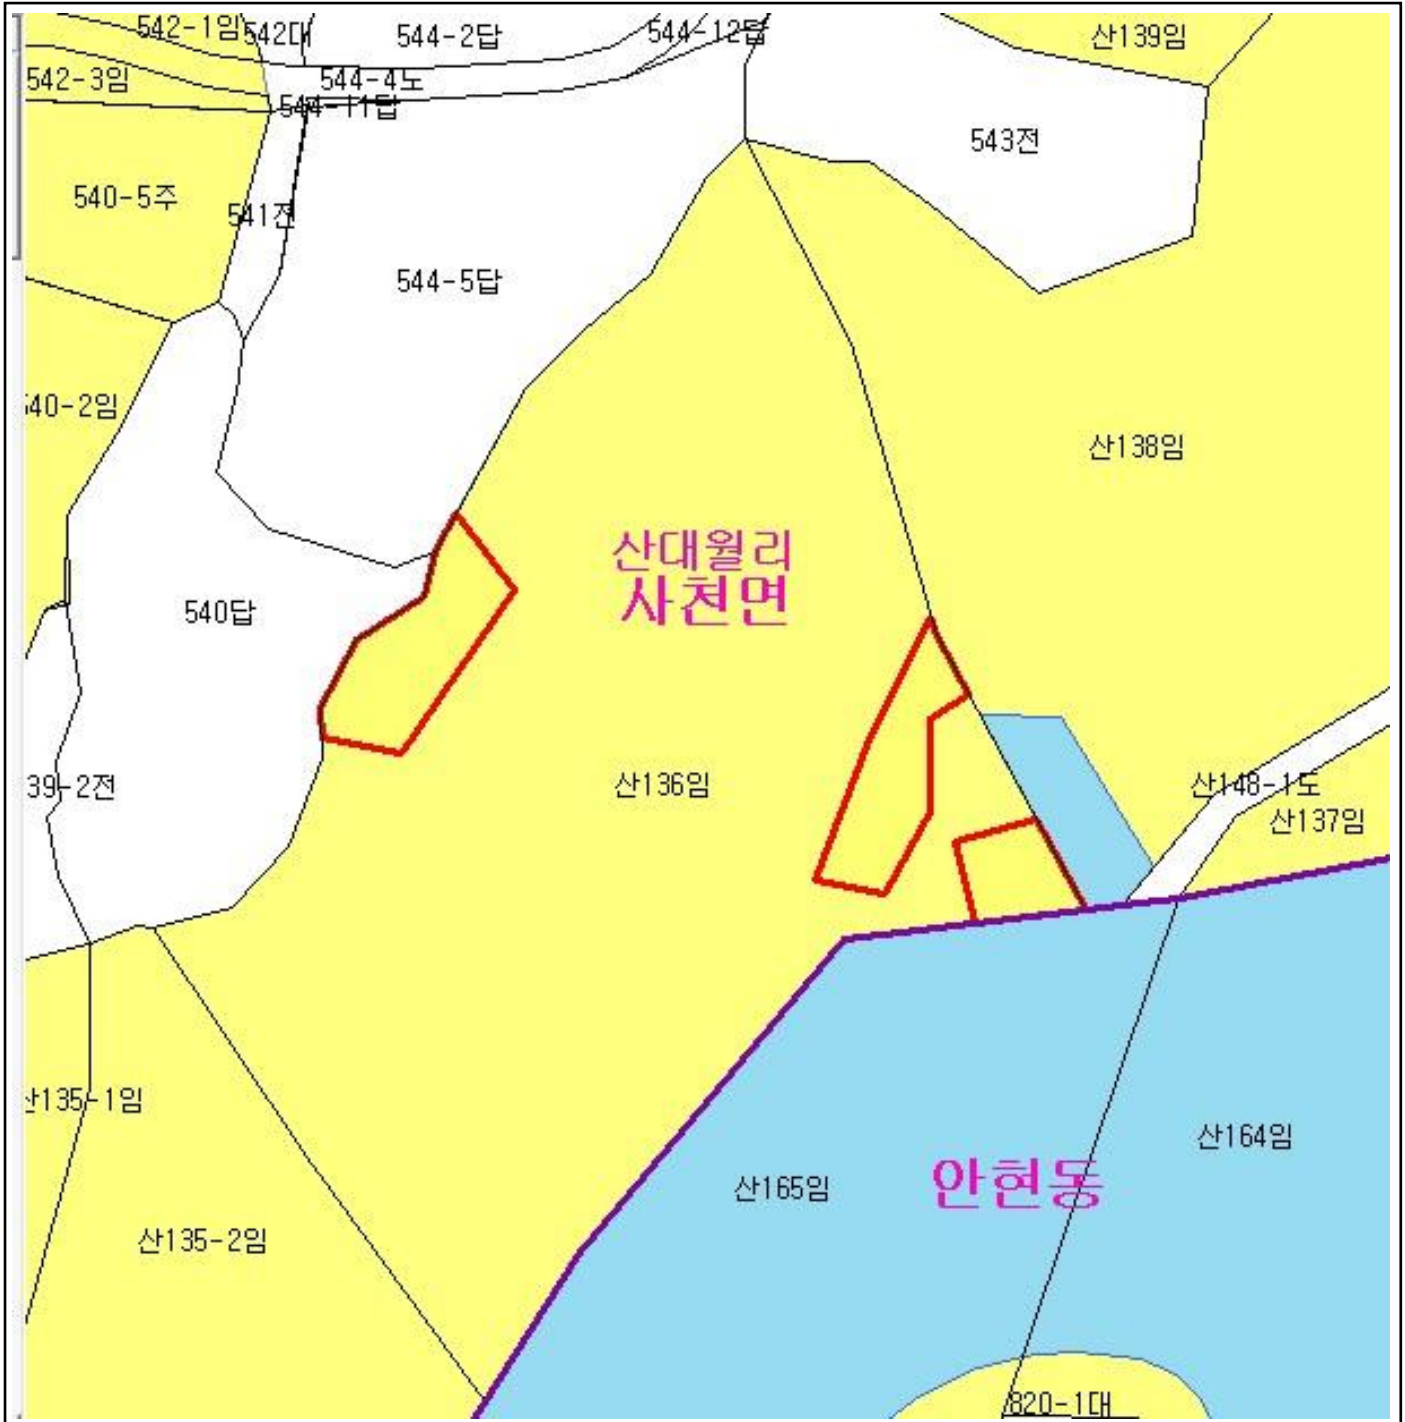 542-1임
542대
544-2답
544-12답
산139임
542-3임
544-4도
544-11답
543전
540-5주
541전
544-5답
540-2임
산138임
산대월리
사천면
540답
39-2전
산136임
산148-1도
산137임
산135-1임
산164임
산165임
안현동
산135-2임
820-1대